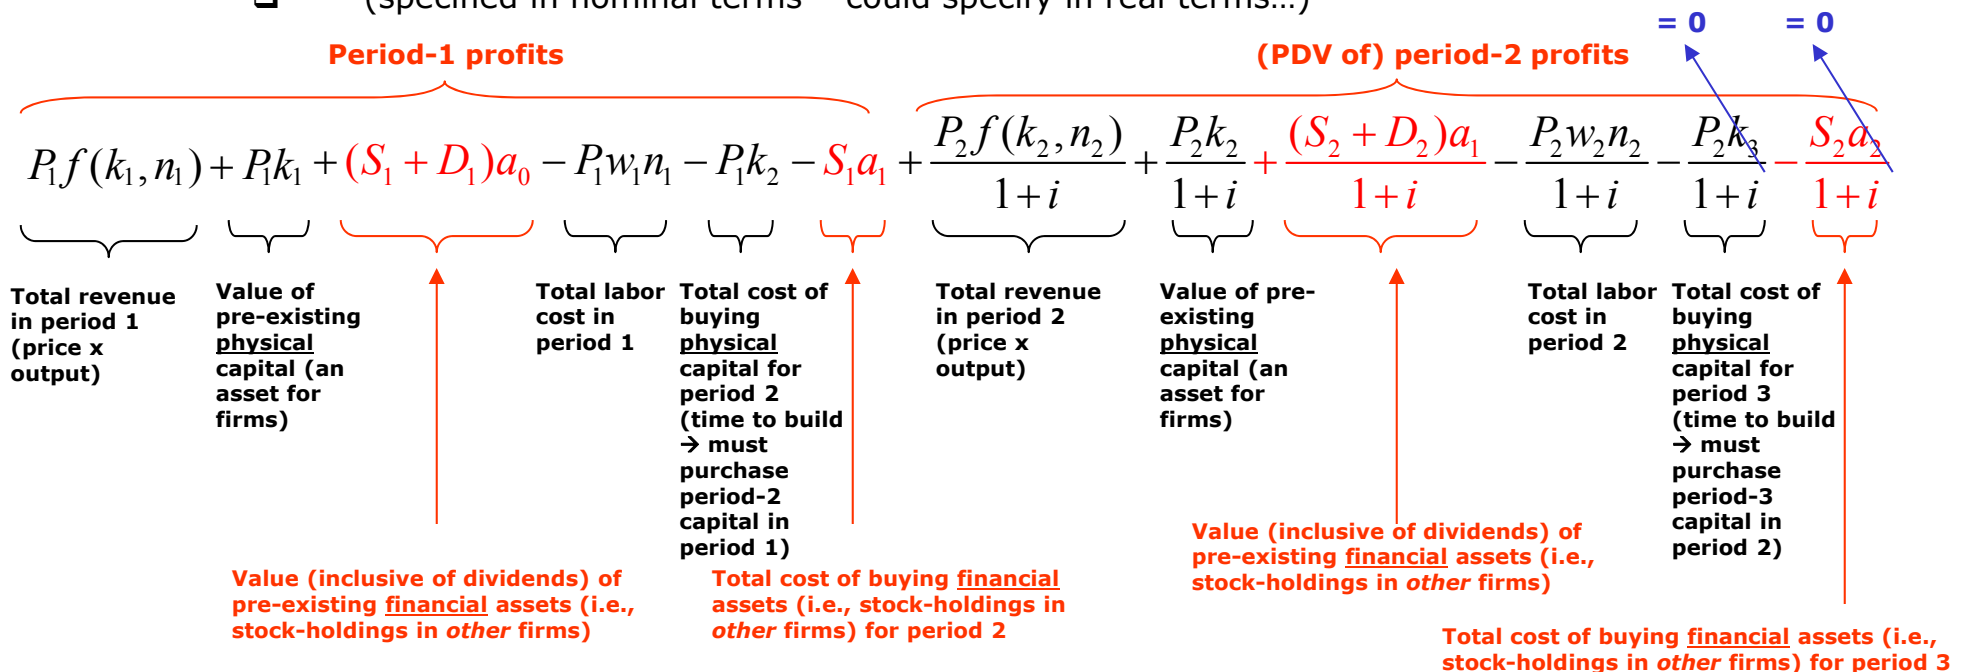 (specified in nominal terms – could specify in real terms…)
= 0 = 0
Period-1 profits
(PDV of) period-2 profits
P₁f(k₁, n₁) + P₁k₁ + (S₁ + D₁)a₀ − P₁w₁n₁ − P₁k₂ − S₁a₁ + P₂f(k₂, n₂)/(1+i) + P₂k₂/(1+i) + (S₂ + D₂)a₁/(1+i) − P₂w₂n₂/(1+i) − P₂k₃/(1+i) − S₂a₂/(1+i)
Total revenue
in period 1
(price x
output)
Value of
pre-existing
physical
capital (an
asset for
firms)
Total labor
cost in
period 1
Total cost of
buying
physical
capital for
period 2
(time to build
→ must
purchase
period-2
capital in
period 1)
Total revenue
in period 2
(price x
output)
Value of pre-
existing
physical
capital (an
asset for
firms)
Total labor
cost in
period 2
Total cost of
buying
physical
capital for
period 3
(time to build
→ must
purchase
period-3
capital in
period 2)
Value (inclusive of dividends) of
pre-existing financial assets (i.e.,
stock-holdings in other firms)
Total cost of buying financial
assets (i.e., stock-holdings in
other firms) for period 2
Value (inclusive of dividends) of
pre-existing financial assets (i.e.,
stock-holdings in other firms)
Total cost of buying financial assets (i.e.,
stock-holdings in other firms) for period 3